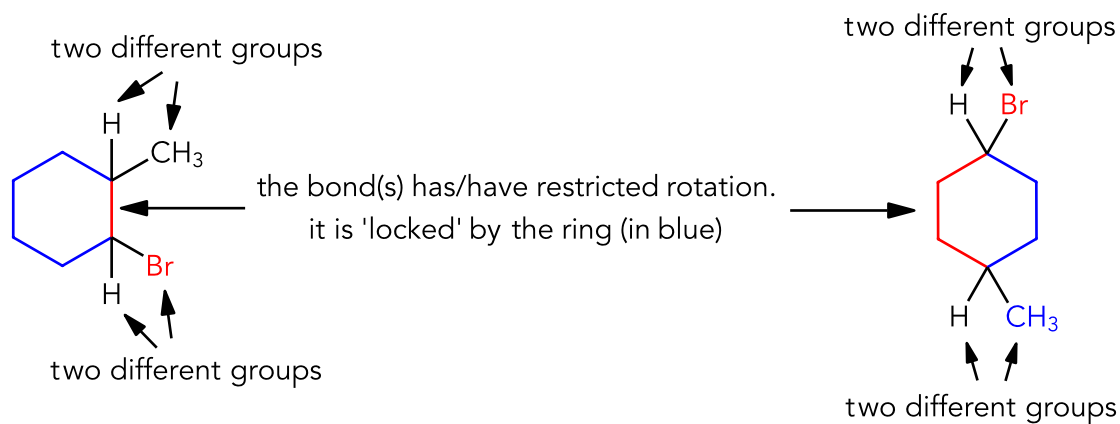 two different groups
H
CH3
the bond(s) has/have restricted rotation.
it is 'locked' by the ring (in blue)
Br
H
two different groups
two different groups
H Br
H CH3
two different groups